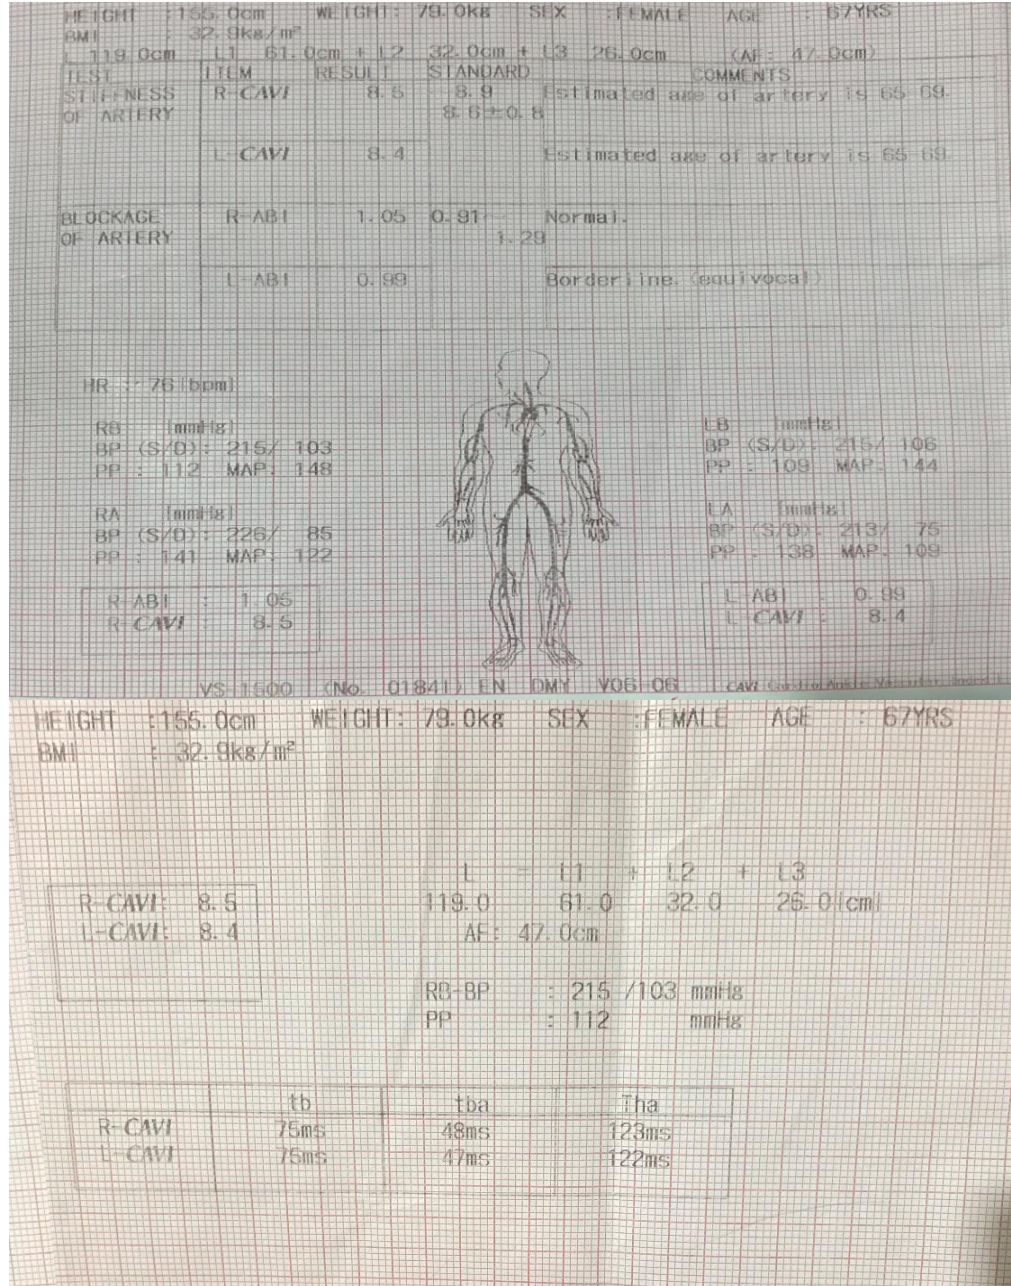 HEIGHT : 155.0cm WEIGHT: 79.0kg SEX : FEMALE AGE : 67YRS
BMI : 32.9kg/m²
L 119.0cm : L1 61.0cm + L2 32.0cm + L3 26.0cm (AF: 47.0cm)
TEST ITEM RESULT STANDARD COMMENTS
STIFFNESS R-CAVI 8.5 8.9 Estimated age of artery is 65-69.
OF ARTERY 8.6±0.8
L-CAVI 8.4 Estimated age of artery is 65-69.
BLOCKAGE R-ABI 1.05 0.91- Normal.
OF ARTERY 1.29
L-ABI 0.99 Borderline. (equivocal)
HR : 76 [bpm]
RB [mmHg] LB [mmHg]
BP (S/D): 215/ 103 BP (S/D): 215/ 106
PP : 112 MAP: 148 PP : 109 MAP: 144
RA [mmHg] LA [mmHg]
BP (S/D): 226/ 85 BP (S/D): 213/ 75
PP : 141 MAP: 122 PP : 138 MAP: 109
R-ABI : 1.05 L-ABI : 0.99
R-CAVI : 8.5 L-CAVI : 8.4
VS-1500 (No. 01841) EN DMY V06-06 CAVI: Cardio Ankle Vascular Index
HEIGHT : 155.0cm WEIGHT: 79.0kg SEX : FEMALE AGE : 67YRS
BMI : 32.9kg/m²
L = L1 + L2 + L3
R-CAVI: 8.5 119.0 61.0 32.0 26.0[cm]
L-CAVI: 8.4 AF: 47.0cm
RB-BP : 215 /103 mmHg
PP : 112 mmHg
tb tba Tha
R-CAVI 75ms 48ms 123ms
L-CAVI 75ms 47ms 122ms